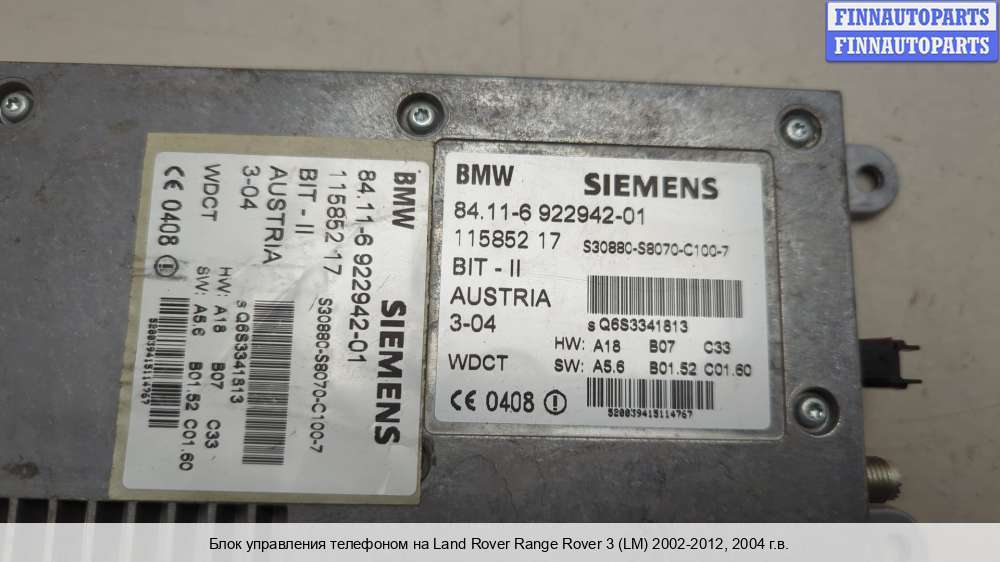 FINNAUTOPARTS
FINNAUTOPARTS
BMW SIEMENS
84.11-6 922942-01
115852 17 S30880-S8070-C100-7
BIT - II
AUSTRIA
3-04 s Q6S3341813
HW: A18 B07 C33
WDCT SW: A5.6 B01.52 C01.60
CE 0408
520039415114767
BMW SIEMENS
84.11-6 922942-01
115852 17 S30880-S8070-C100-7
BIT - II
AUSTRIA
3-04 s Q6S3341813
HW: A18 B07 C33
WDCT SW: A5.6 B01.52 C01.60
CE 0408
520039415114767
Блок управления телефоном на Land Rover Range Rover 3 (LM) 2002-2012, 2004 г.в.